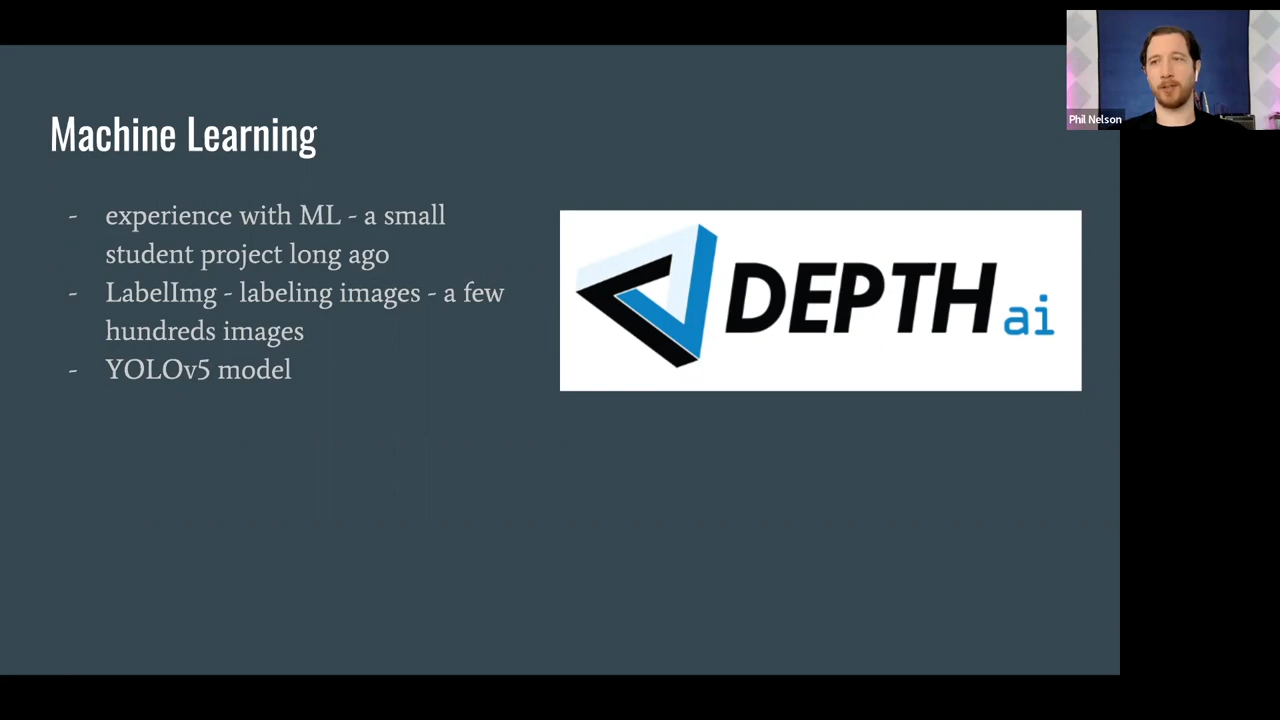 Machine Learning
- experience with ML - a small
student project long ago
- LabelImg - labeling images - a few
hundreds images
- YOLOv5 model
DEPTH ai
Phil Nelson